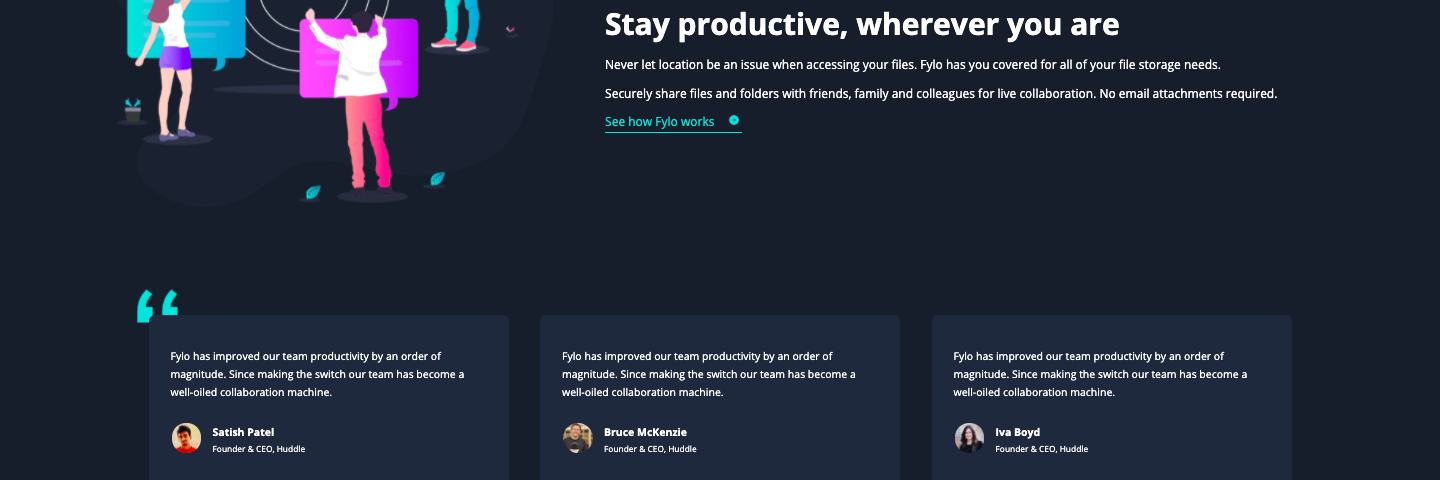 Stay productive, wherever you are
Never let location be an issue when accessing your files. Fylo has you covered for all of your file storage needs.
Securely share files and folders with friends, family and colleagues for live collaboration. No email attachments required.
See how Fylo works
Fylo has improved our team productivity by an order of
magnitude. Since making the switch our team has become a
well-oiled collaboration machine.
Satish Patel
Founder & CEO, Huddle
Fylo has improved our team productivity by an order of
magnitude. Since making the switch our team has become a
well-oiled collaboration machine.
Bruce McKenzie
Founder & CEO, Huddle
Fylo has improved our team productivity by an order of
magnitude. Since making the switch our team has become a
well-oiled collaboration machine.
Iva Boyd
Founder & CEO, Huddle